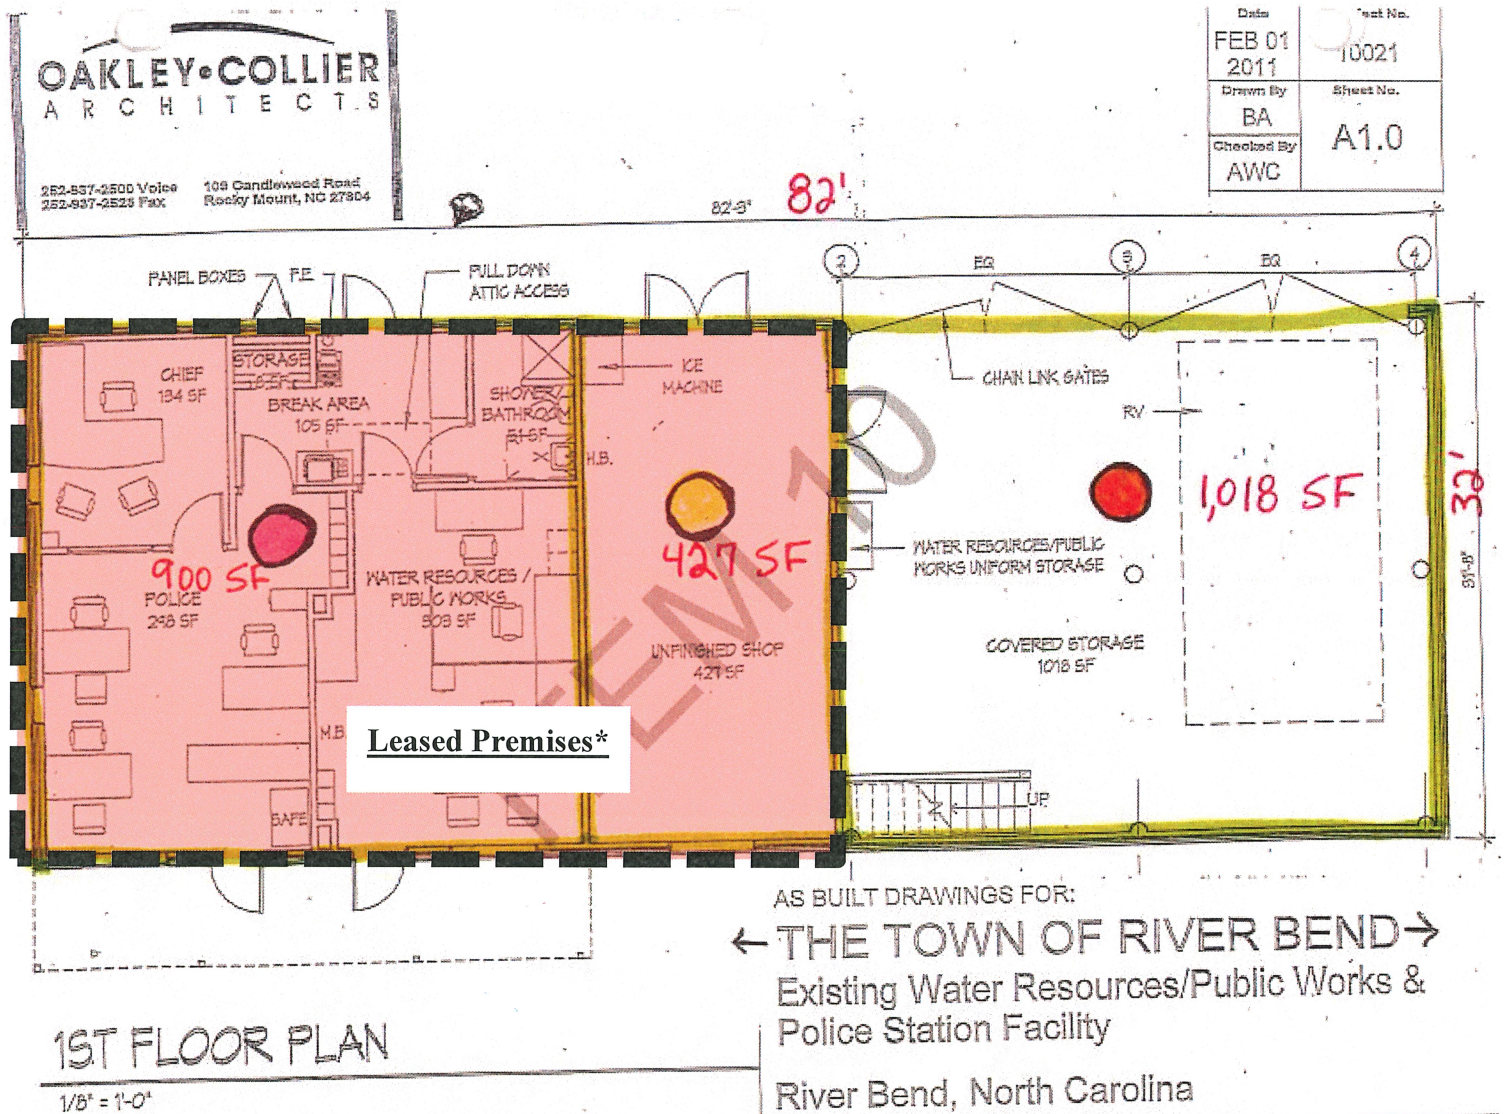 OAKLEY•COLLIER
ARCHITECTS
252-937-2500 Voice
252-937-2525 Fax
109 Candlewood Road
Rocky Mount, NC 27804
Date
FEB 01
2011
10021
Drawn By
BA
Checked By
AWC
Sheet No.
A1.0
82'-9"
82'
PANEL BOXES
F.E.
PULL DOWN
ATTIC ACCESS
2
EQ
3
EQ
4
CHIEF
134 SF
STORAGE
BREAK AREA
105 SF
SHOWER/
BATHROOM
51 SF
H.B.
ICE
MACHINE
CHAIN LINK GATES
RV
1,018 SF
32'
31'-8"
900 SF
POLICE
298 SF
WATER RESOURCES /
PUBLIC WORKS
303 SF
427 SF
UNFINISHED SHOP
427 SF
WATER RESOURCES/PUBLIC
WORKS UNIFORM STORAGE
COVERED STORAGE
1018 SF
M.B.
Leased Premises*
SAFE
UP
ITEM 10
AS BUILT DRAWINGS FOR:
←THE TOWN OF RIVER BEND→
Existing Water Resources/Public Works &
Police Station Facility
River Bend, North Carolina
1ST FLOOR PLAN
1/8" = 1'-0"